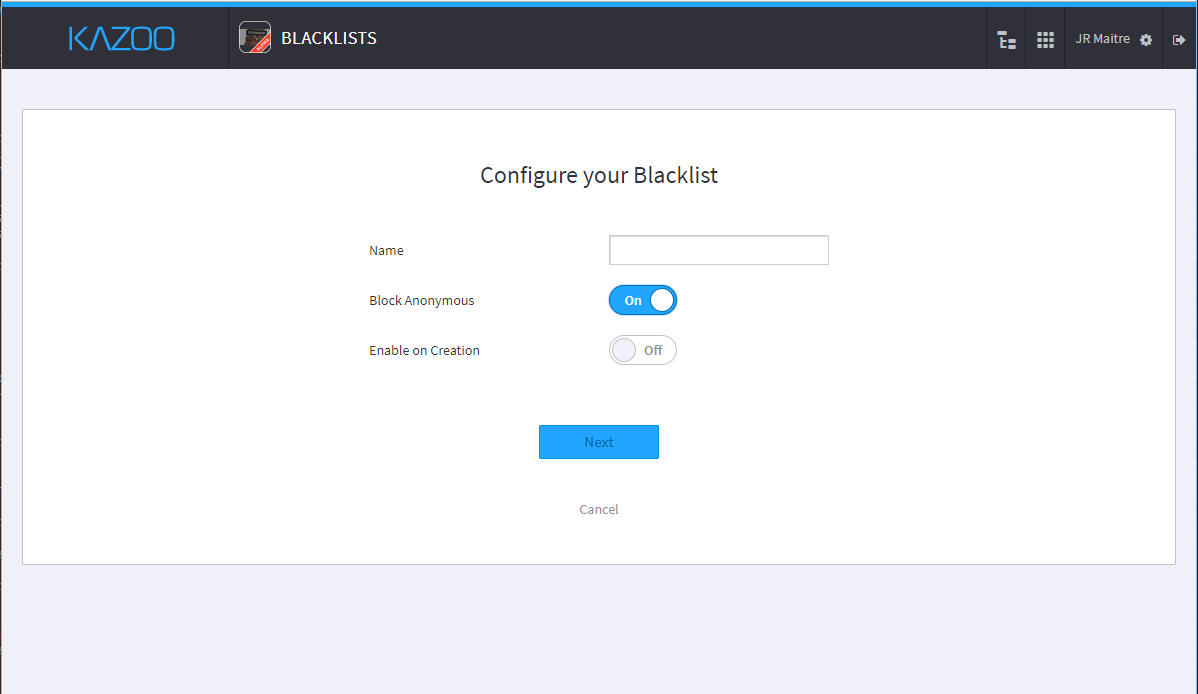 KAZOO
BLACKLISTS
JR Maitre
Configure your Blacklist
Name
Block Anonymous
On
Enable on Creation
Off
Next
Cancel